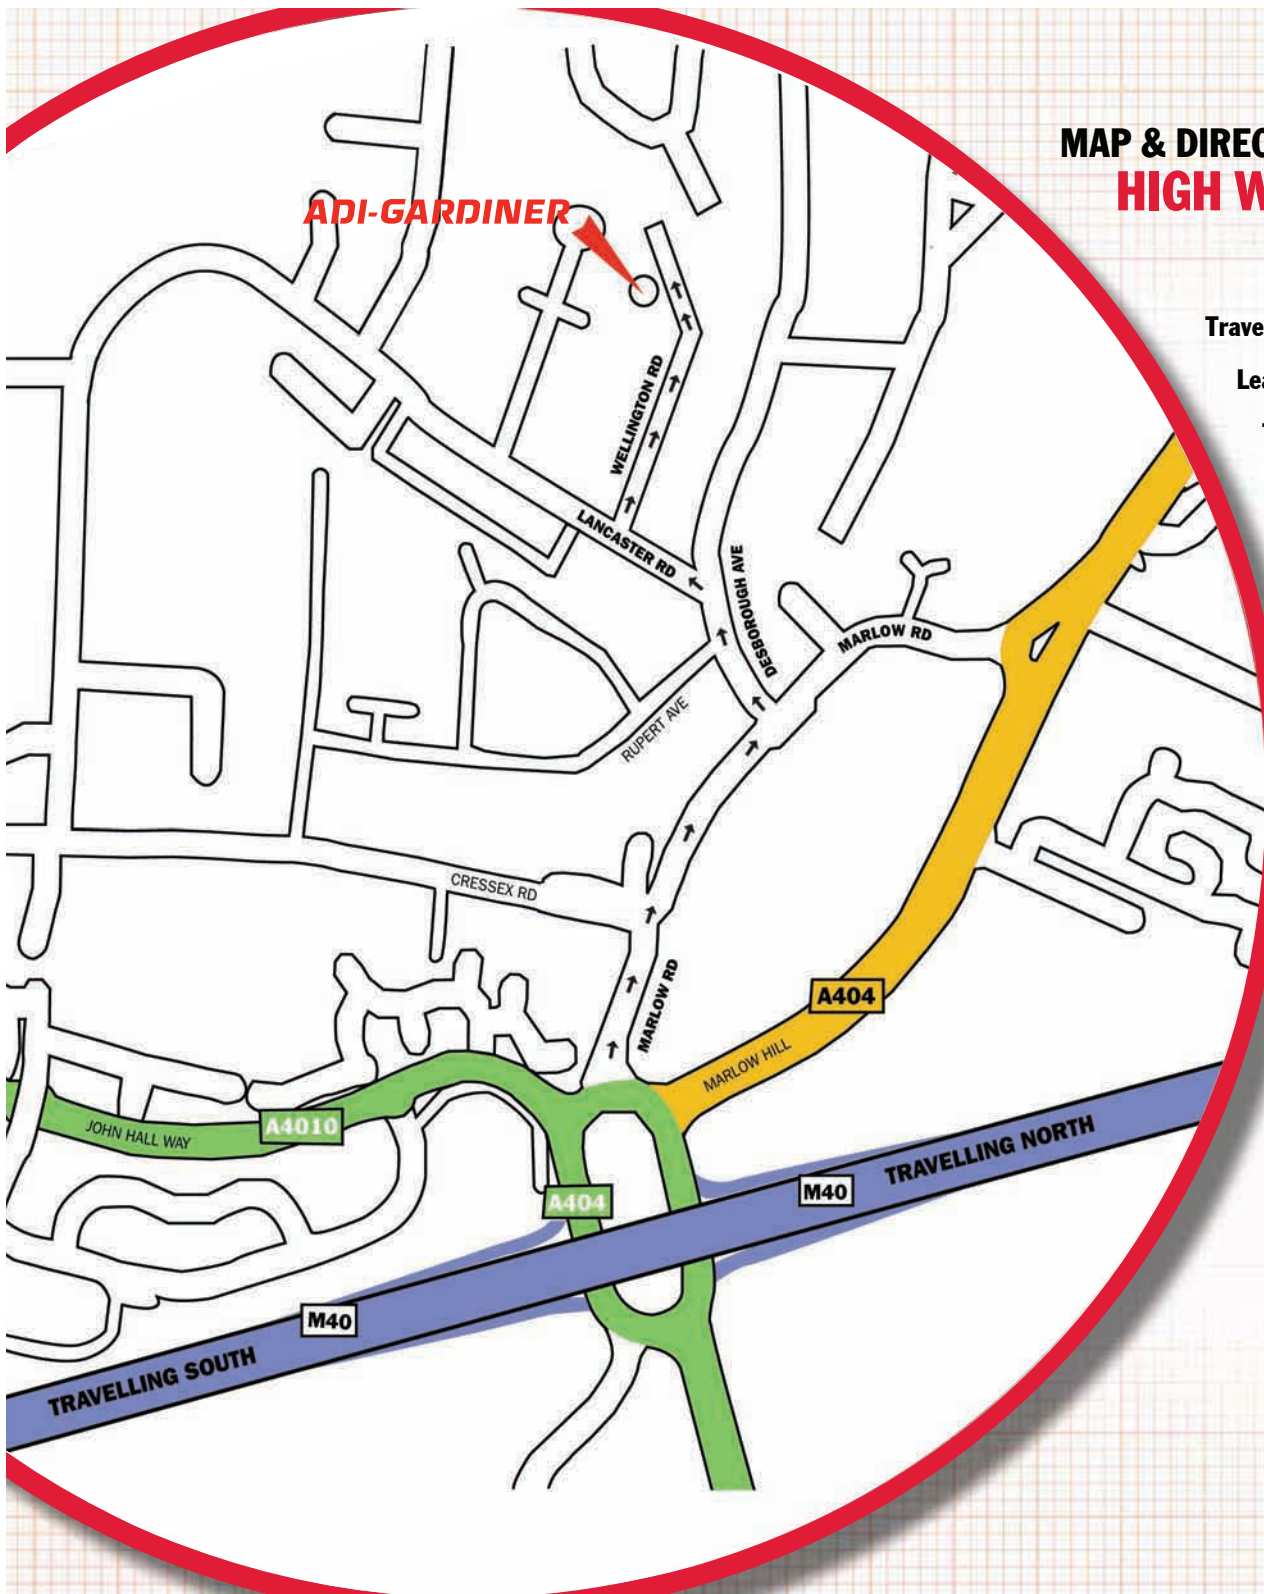 MAP & DIREC
HIGH W
ADI-GARDINER
Trave
Lea
WELLINGTON RD
LANCASTER RD
DESBOROUGH AVE
MARLOW RD
RUPERT AVE
CRESSEX RD
MARLOW RD
A404
MARLOW HILL
A4010
JOHN HALL WAY
A404
M40
TRAVELLING NORTH
M40
TRAVELLING SOUTH